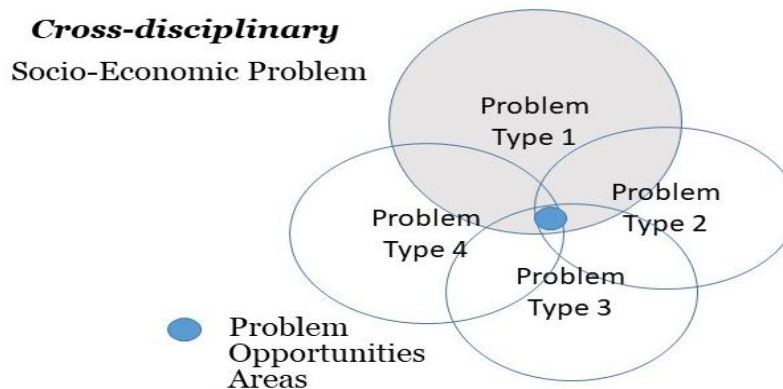 Cross-disciplinary
Socio-Economic Problem
Problem
Type 1
Problem
Type 2
Problem
Type 4
Problem
Type 3
Problem
Opportunities
Areas